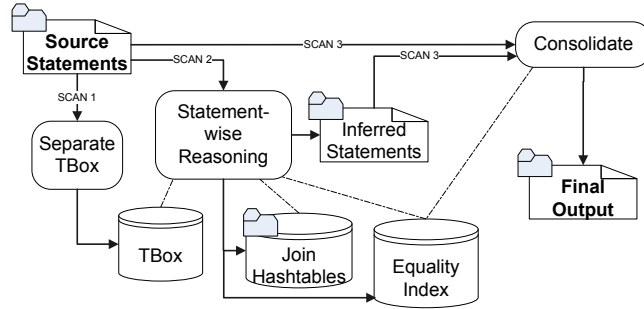 Source
Statements
SCAN 3
Consolidate
SCAN 2
SCAN 3
SCAN 1
Statement-
wise
Reasoning
Inferred
Statements
Separate
TBox
Final
Output
TBox
Join
Hashtables
Equality
Index